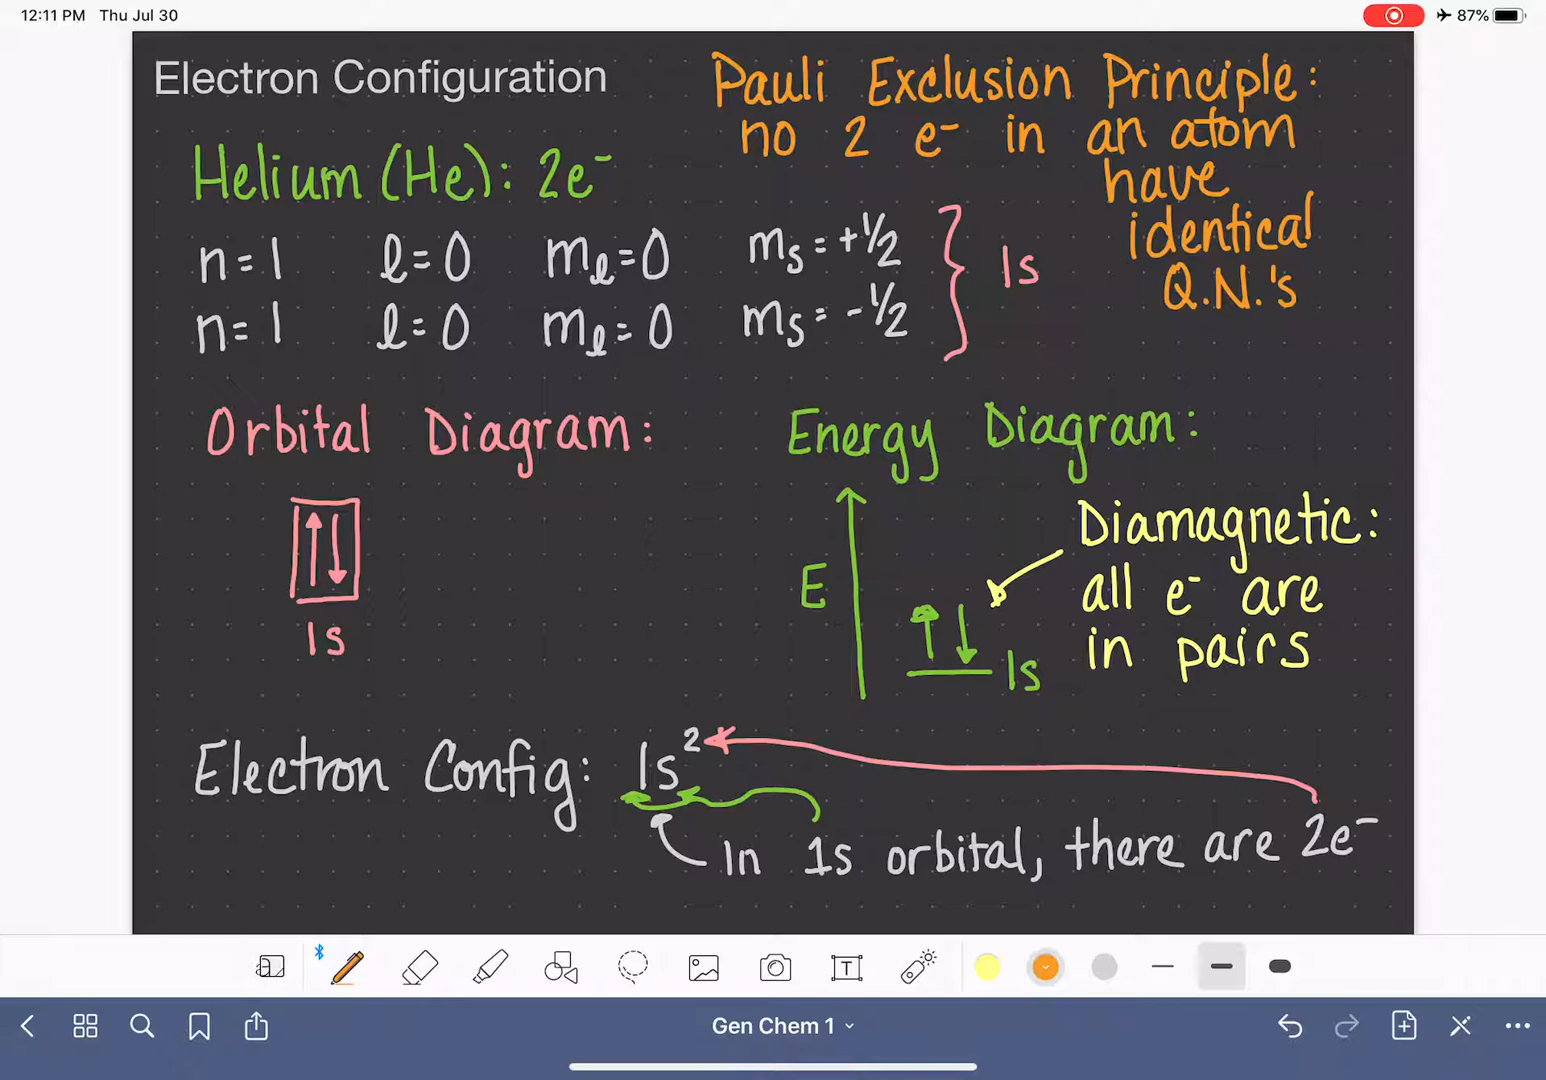 12:11 PM Thu Jul 30
87%
Electron Configuration
Pauli Exclusion Principle:
no 2 e⁻ in an atom
have
identical
Q.N.'s
Helium (He): 2e⁻
n=1 ℓ=0 mℓ=0 ms=+1/2
n=1 ℓ=0 mℓ=0 ms=-1/2
1s
Orbital Diagram:
1s
Energy Diagram:
E
1s
Diamagnetic:
all e⁻ are
in pairs
Electron Config: 1s²
In 1s orbital, there are 2e⁻
T
Gen Chem 1